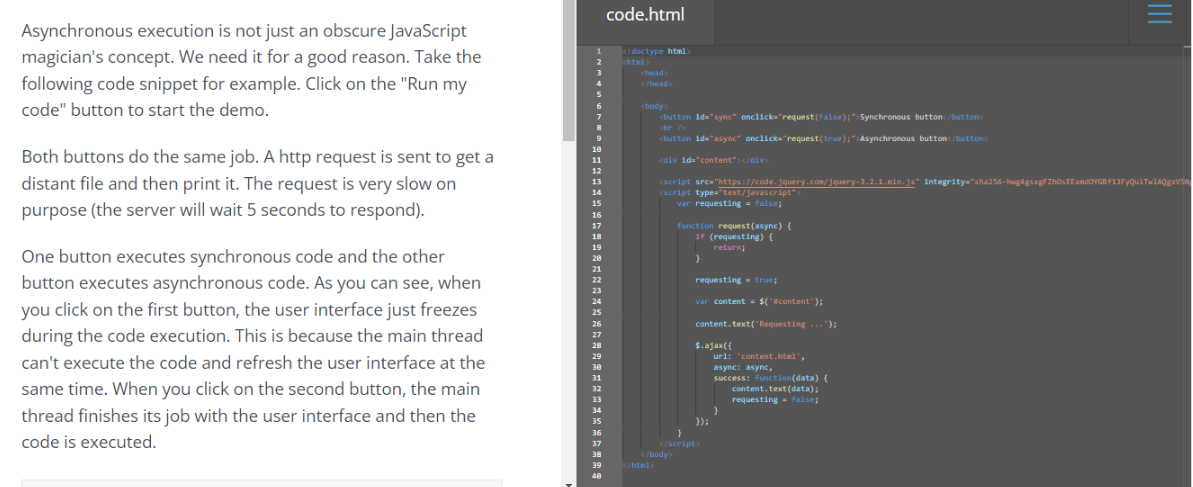 Asynchronous execution is not just an obscure JavaScript
magician's concept. We need it for a good reason. Take the
following code snippet for example. Click on the "Run my
code" button to start the demo.
Both buttons do the same job. A http request is sent to get a
distant file and then print it. The request is very slow on
purpose (the server will wait 5 seconds to respond).
One button executes synchronous code and the other
button executes asynchronous code. As you can see, when
you click on the first button, the user interface just freezes
during the code execution. This is because the main thread
can't execute the code and refresh the user interface at the
same time. When you click on the second button, the main
thread finishes its job with the user interface and then the
code is executed.
code.html
1 <!doctype html>
2 <html>
3 <head>
4 </head>
5
6 <body>
7 <button id="sync" onclick="request(false);">Synchronous button</button>
8 <br />
9 <button id="async" onclick="request(true);">Asynchronous button</button>
10
11 <div id="content"></div>
12
13 <script src="https://code.jquery.com/jquery-3.2.1.min.js" integrity=
14 <script type="text/javascript">
15 var requesting = false;
16
17 function request(async) {
18 if (requesting) {
19 return;
20 }
21
22 requesting = true;
23
24 var content = $('#content');
25
26 content.text('Requesting ...');
27
28 $.ajax({
29 url: 'content.html',
30 async: async,
31 success: function(data) {
32 content.text(data);
33 requesting = false;
34 }
35 });
36 }
37 </script>
38 </body>
39 </html>
40